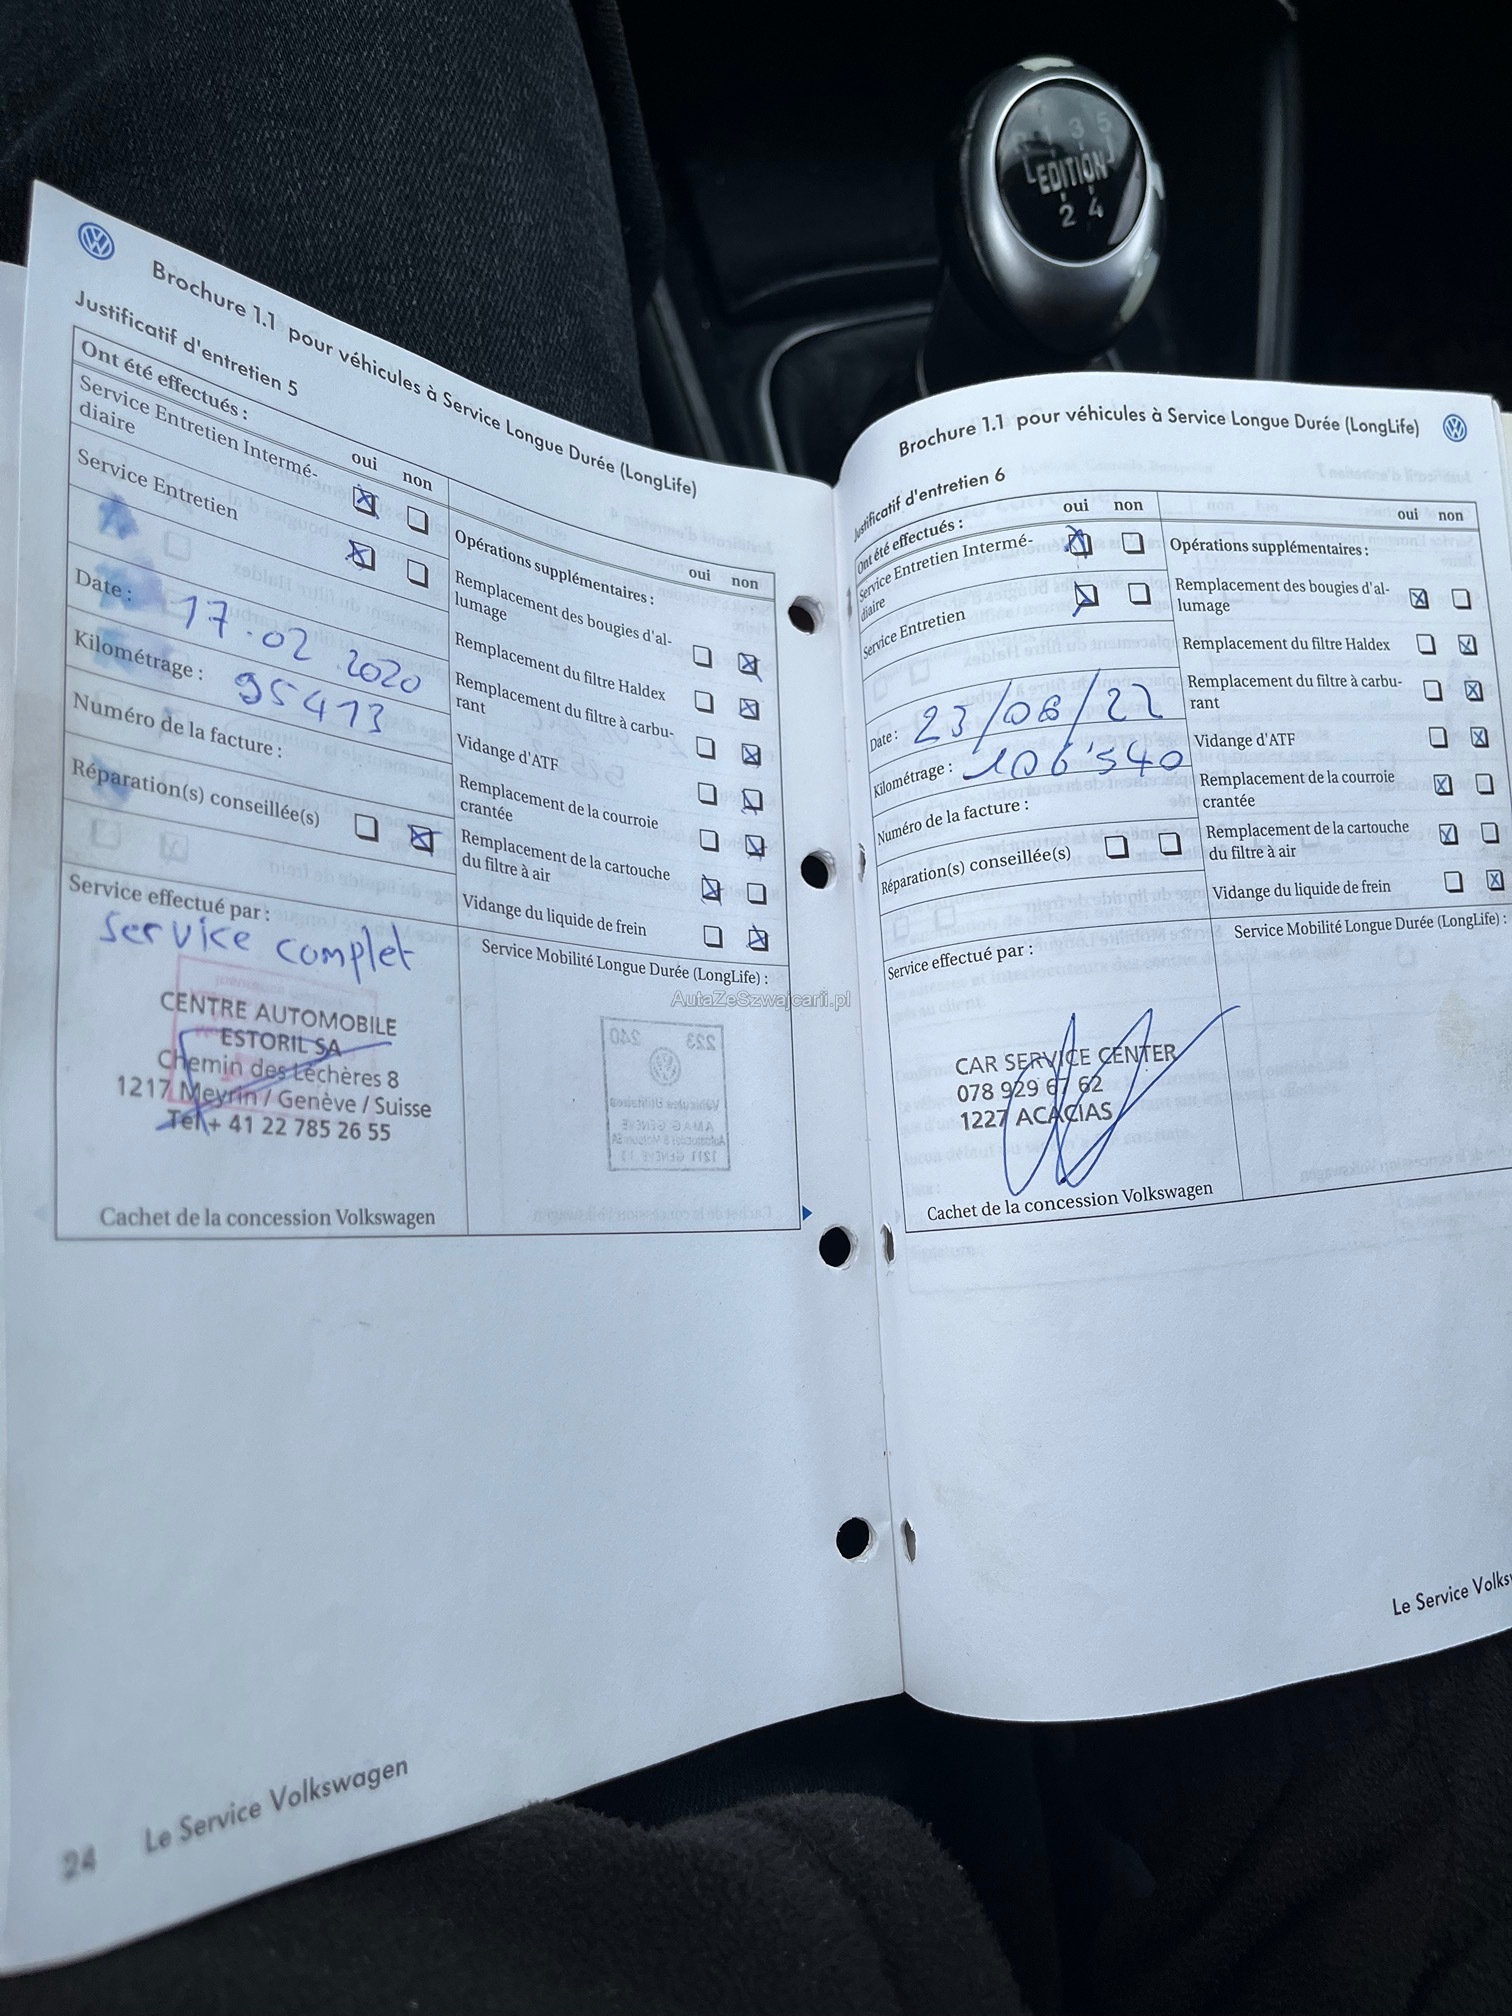 Brochure 1.1 pour véhicules à Service Longue Durée (LongLife)
Justificatif d'entretien 5
Ont été effectués :
oui non
Service Entretien Intermé-
diaire
Service Entretien
Date : 17.02.2020
Kilométrage : 95413
Numéro de la facture :
Réparation(s) conseillée(s)
Service effectué par :
service complet
CENTRE AUTOMOBILE
ESTORIL SA
Chemin des Léchères 8
1217 Meyrin / Genève / Suisse
Tél + 41 22 785 26 55
Cachet de la concession Volkswagen
oui non
Opérations supplémentaires :
Remplacement des bougies d'al-
lumage
Remplacement du filtre Haldex
Remplacement du filtre à carbu-
rant
Vidange d'ATF
Remplacement de la courroie
crantée
Remplacement de la cartouche
du filtre à air
Vidange du liquide de frein
Service Mobilité Longue Durée (LongLife) :
AutaZeSzwajcarii.pl
24 Le Service Volkswagen
Brochure 1.1 pour véhicules à Service Longue Durée (LongLife)
Justificatif d'entretien 6
Ont été effectués :
oui non
Service Entretien Intermé-
diaire
Service Entretien
Date : 23/06/22
Kilométrage : 106'540
Numéro de la facture :
Réparation(s) conseillée(s)
Service effectué par :
CAR SERVICE CENTER
078 929 67 62
1227 ACACIAS
Cachet de la concession Volkswagen
oui non
Opérations supplémentaires :
Remplacement des bougies d'al-
lumage
Remplacement du filtre Haldex
Remplacement du filtre à carbu-
rant
Vidange d'ATF
Remplacement de la courroie
crantée
Remplacement de la cartouche
du filtre à air
Vidange du liquide de frein
Service Mobilité Longue Durée (LongLife) :
Le Service
1 3 5
EDITION
2 4